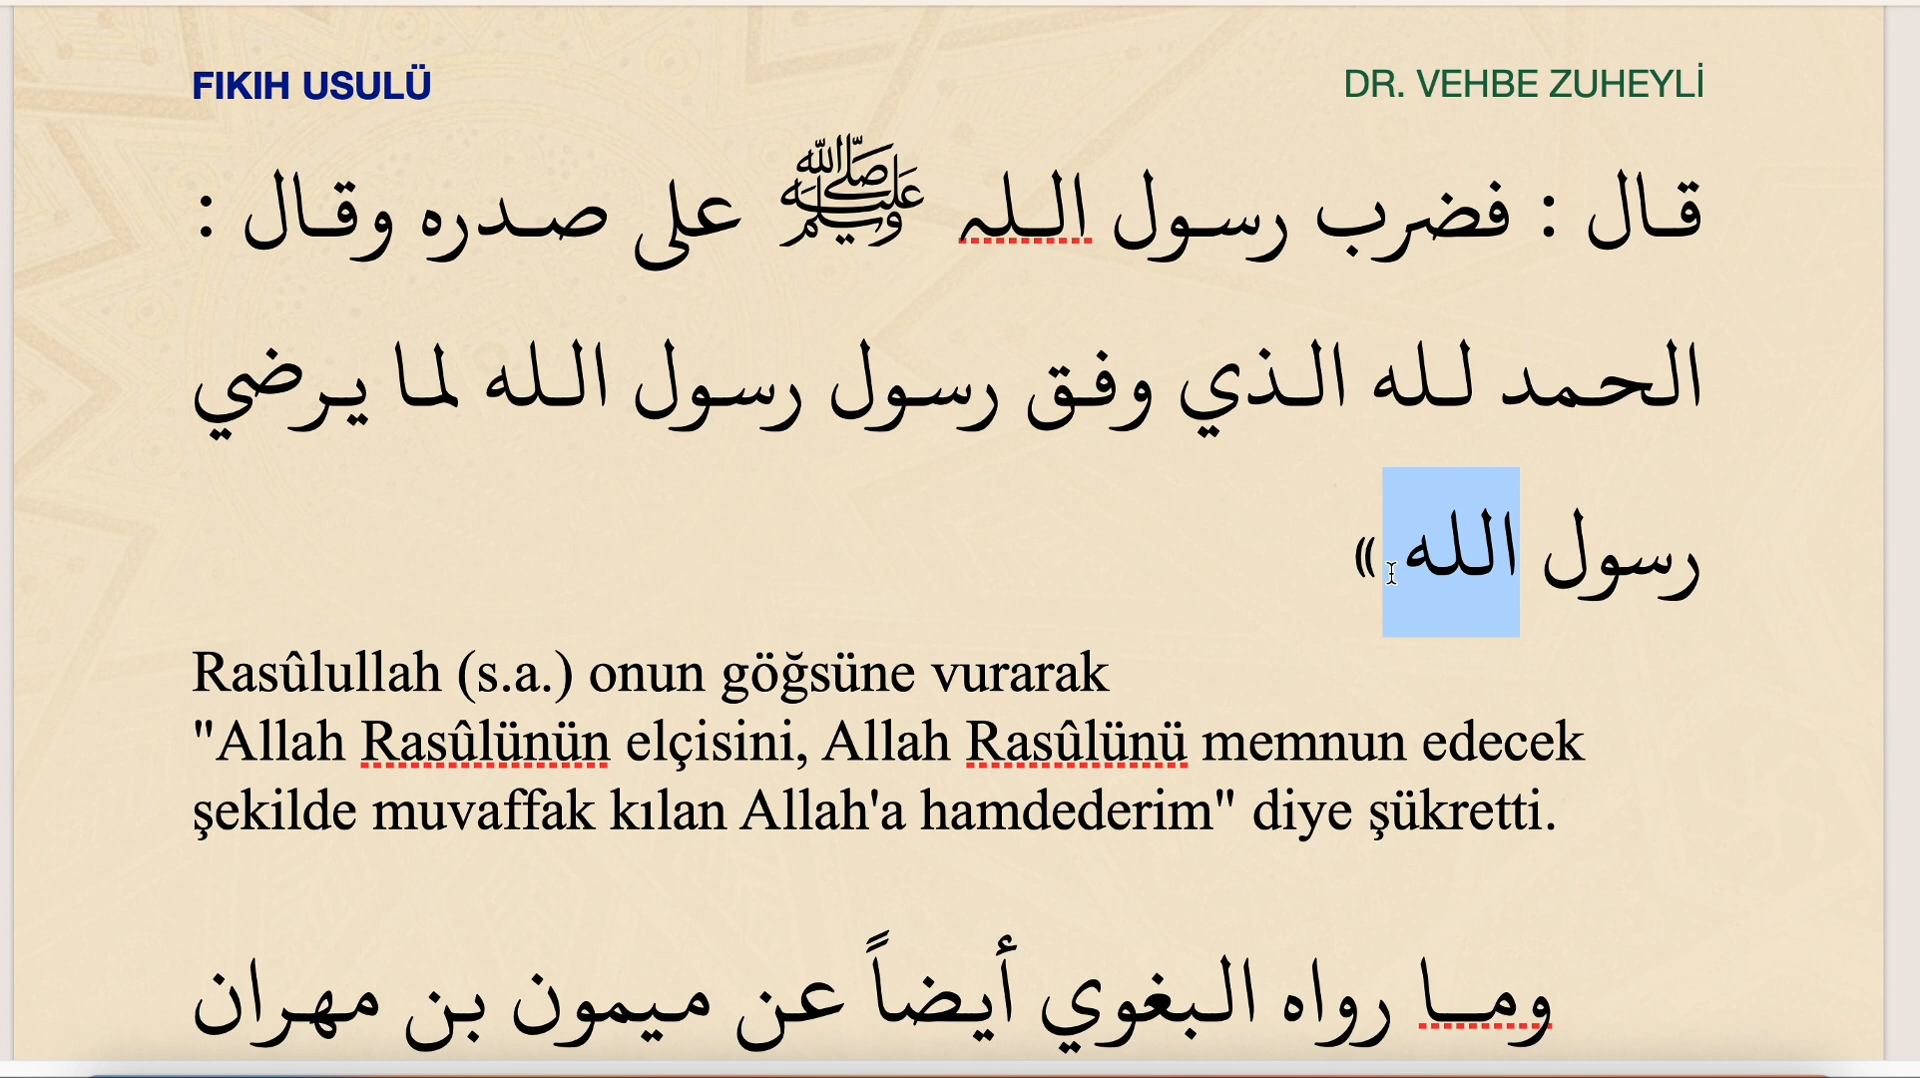 FIKIH USULÜ
DR. VEHBE ZUHEYLİ
قال : فضرب رسول الله ﷺ على صدره وقال :
الحمد لله الذي وفق رسول رسول الله لما يرضي
رسول الله »
Rasûlullah (s.a.) onun göğsüne vurarak
"Allah Rasûlünün elçisini, Allah Rasûlünü memnun edecek
şekilde muvaffak kılan Allah'a hamdederim" diye şükretti.
وما رواه البغوي أيضاً عن ميمون بن مهران